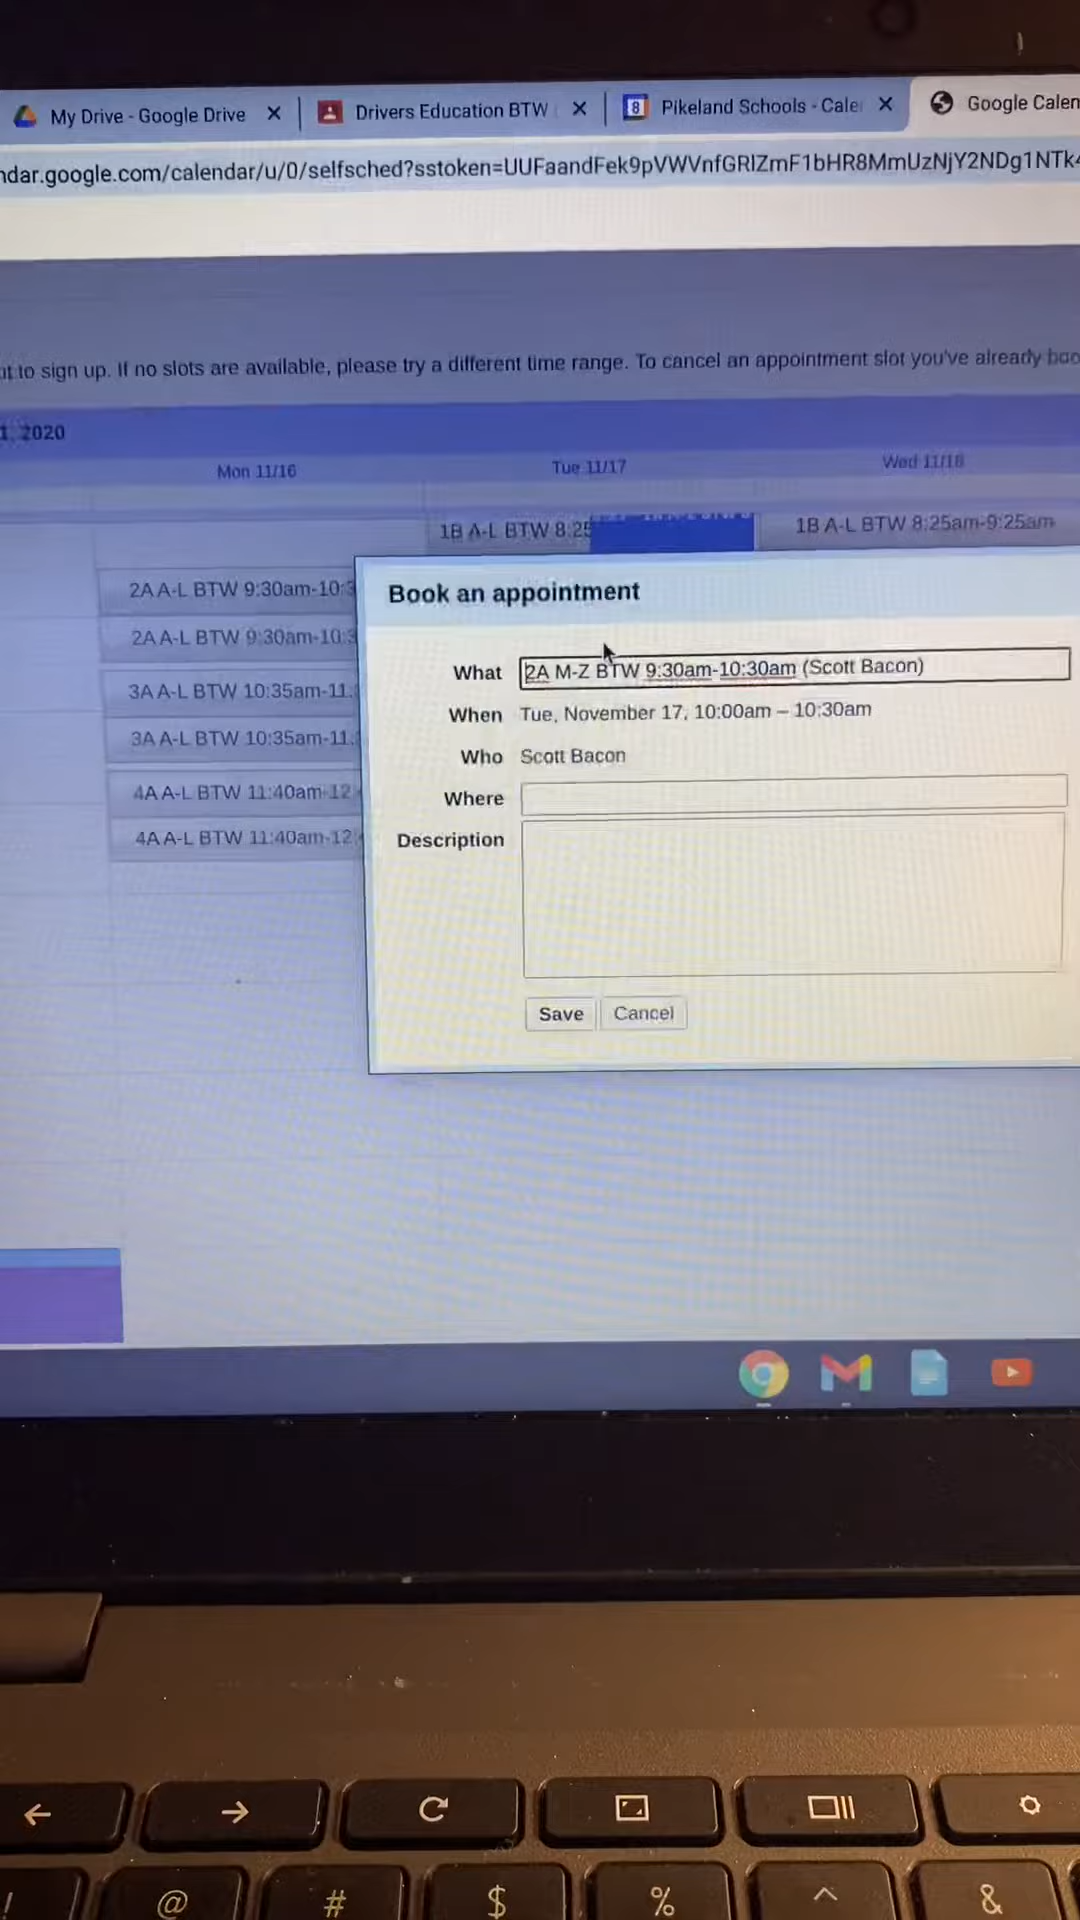 My Drive - Google Drive
Drivers Education BTW
Pikeland Schools - Cale
Google Calen
ndar.google.com/calendar/u/0/selfsched?sstoken=UUFaandFek9pVWVnfGRlZmF1bHR8MmUzNjY2NDg1NTk4
ot to sign up. If no slots are available, please try a different time range. To cancel an appointment slot you've already boo
1, 2020
Mon 11/16
Tue 11/17
Wed 11/18
1B A-L BTW 8:25
1B A-L BTW 8:25am-9:25am
2A A-L BTW 9:30am-10:3
2A A-L BTW 9:30am-10:3
3A A-L BTW 10:35am-11:
3A A-L BTW 10:35am-11:
4A A-L BTW 11:40am-12
4A A-L BTW 11:40am-12
Book an appointment
What 2A M-Z BTW 9:30am-10:30am (Scott Bacon)
When Tue, November 17, 10:00am – 10:30am
Who Scott Bacon
Where
Description
Save Cancel
! @ # $ % ^ &